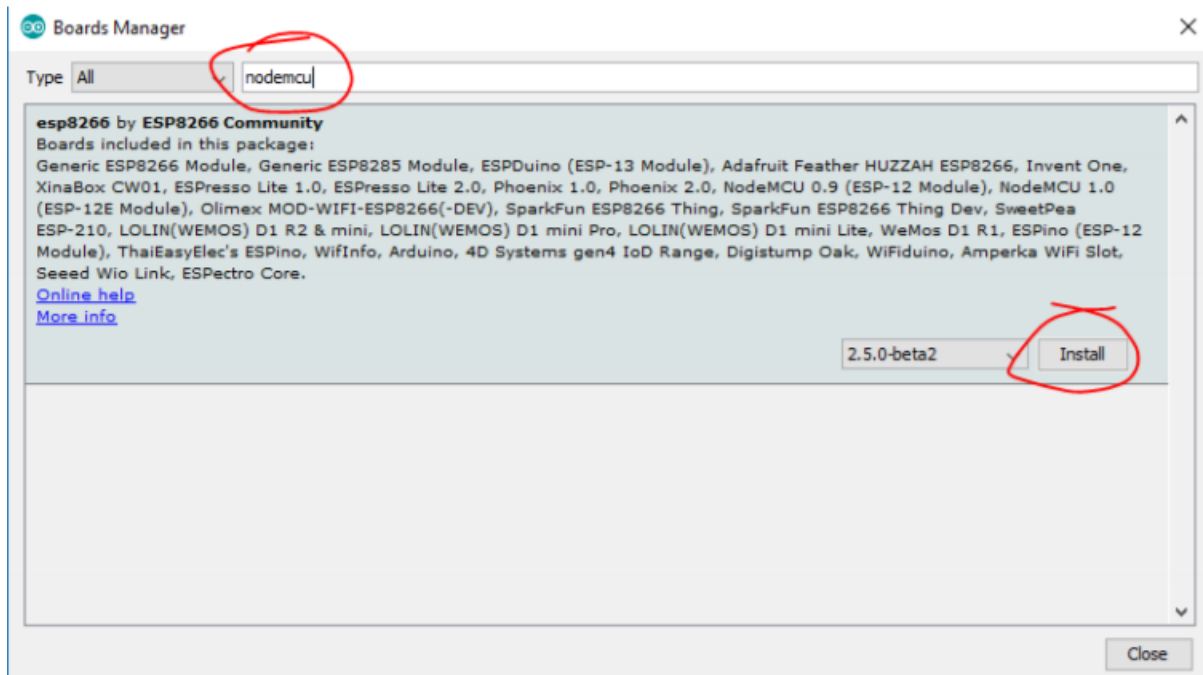 Boards Manager
Type All nodemcu
esp8266 by ESP8266 Community
Boards included in this package:
Generic ESP8266 Module, Generic ESP8285 Module, ESPDuino (ESP-13 Module), Adafruit Feather HUZZAH ESP8266, Invent One,
XinaBox CW01, ESPresso Lite 1.0, ESPresso Lite 2.0, Phoenix 1.0, Phoenix 2.0, NodeMCU 0.9 (ESP-12 Module), NodeMCU 1.0
(ESP-12E Module), Olimex MOD-WIFI-ESP8266(-DEV), SparkFun ESP8266 Thing, SparkFun ESP8266 Thing Dev, SweetPea
ESP-210, LOLIN(WEMOS) D1 R2 & mini, LOLIN(WEMOS) D1 mini Pro, LOLIN(WEMOS) D1 mini Lite, WeMos D1 R1, ESPino (ESP-12
Module), ThaiEasyElec's ESPino, WifInfo, Arduino, 4D Systems gen4 IoD Range, Digistump Oak, WiFiduino, Amperka WiFi Slot,
Seeed Wio Link, ESPectro Core.
Online help
More info
2.5.0-beta2 Install
Close